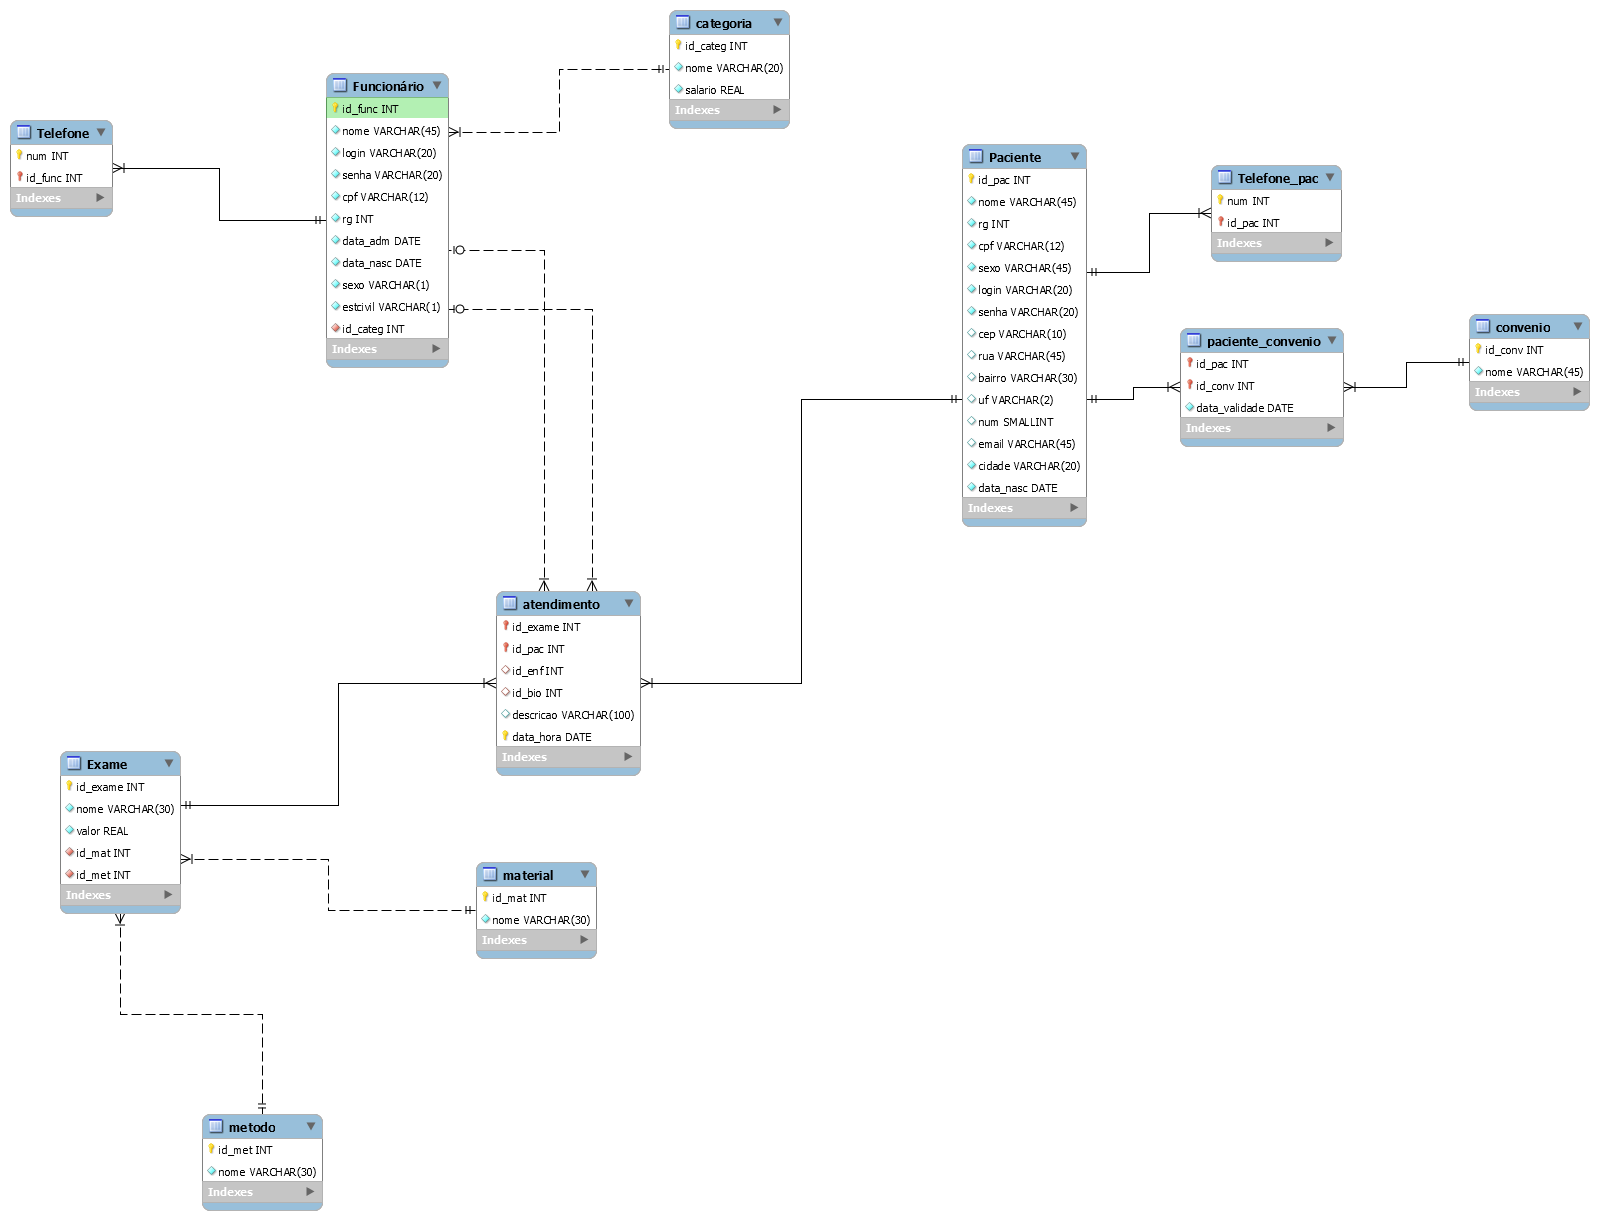 categoria
id_categ INT
nome VARCHAR(20)
salario REAL
Indexes
Funcionário
id_func INT
nome VARCHAR(45)
login VARCHAR(20)
senha VARCHAR(20)
cpf VARCHAR(12)
rg INT
data_adm DATE
data_nasc DATE
sexo VARCHAR(1)
estcivil VARCHAR(1)
id_categ INT
Indexes
Telefone
num INT
id_func INT
Indexes
Paciente
id_pac INT
nome VARCHAR(45)
rg INT
cpf VARCHAR(12)
sexo VARCHAR(45)
login VARCHAR(20)
senha VARCHAR(20)
cep VARCHAR(10)
rua VARCHAR(45)
bairro VARCHAR(30)
uf VARCHAR(2)
num SMALLINT
email VARCHAR(45)
cidade VARCHAR(20)
data_nasc DATE
Indexes
Telefone_pac
num INT
id_pac INT
Indexes
paciente_convenio
id_pac INT
id_conv INT
data_validade DATE
Indexes
convenio
id_conv INT
nome VARCHAR(45)
Indexes
atendimento
id_exame INT
id_pac INT
id_enf INT
id_bio INT
descricao VARCHAR(100)
data_hora DATE
Indexes
Exame
id_exame INT
nome VARCHAR(30)
valor REAL
id_mat INT
id_met INT
Indexes
material
id_mat INT
nome VARCHAR(30)
Indexes
metodo
id_met INT
nome VARCHAR(30)
Indexes